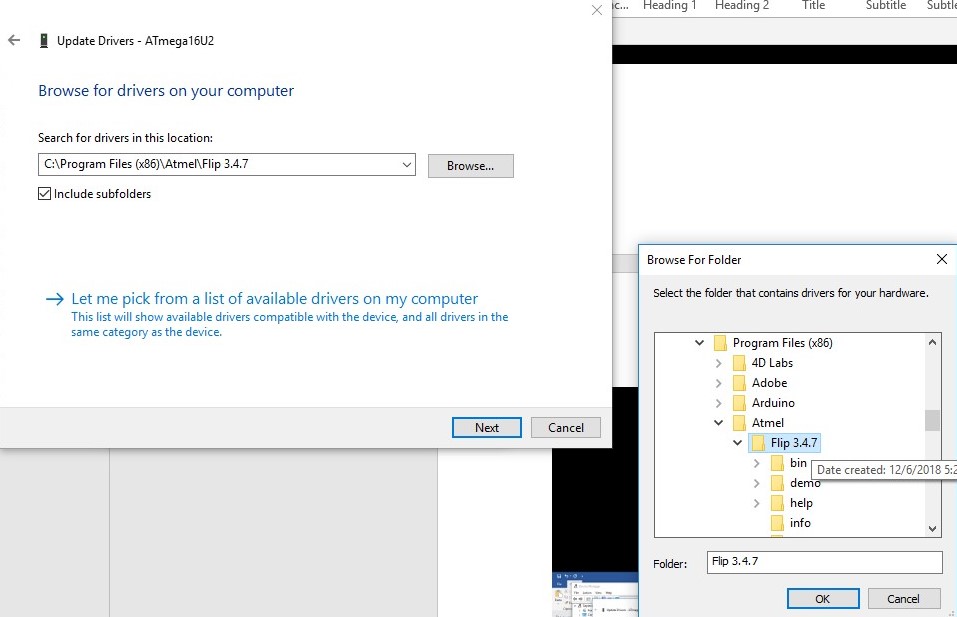 c... Heading 1 Heading 2 Title Subtitle Subtl
Update Drivers - ATmega16U2
Browse for drivers on your computer
Search for drivers in this location:
C:\Program Files (x86)\Atmel\Flip 3.4.7
Browse...
Include subfolders
Let me pick from a list of available drivers on my computer
This list will show available drivers compatible with the device, and all drivers in the
same category as the device.
Next Cancel
Browse For Folder
Select the folder that contains drivers for your hardware.
Program Files (x86)
4D Labs
Adobe
Arduino
Atmel
Flip 3.4.7
bin
Date created: 12/6/2018 5:2
demo
help
info
Folder: Flip 3.4.7
OK Cancel